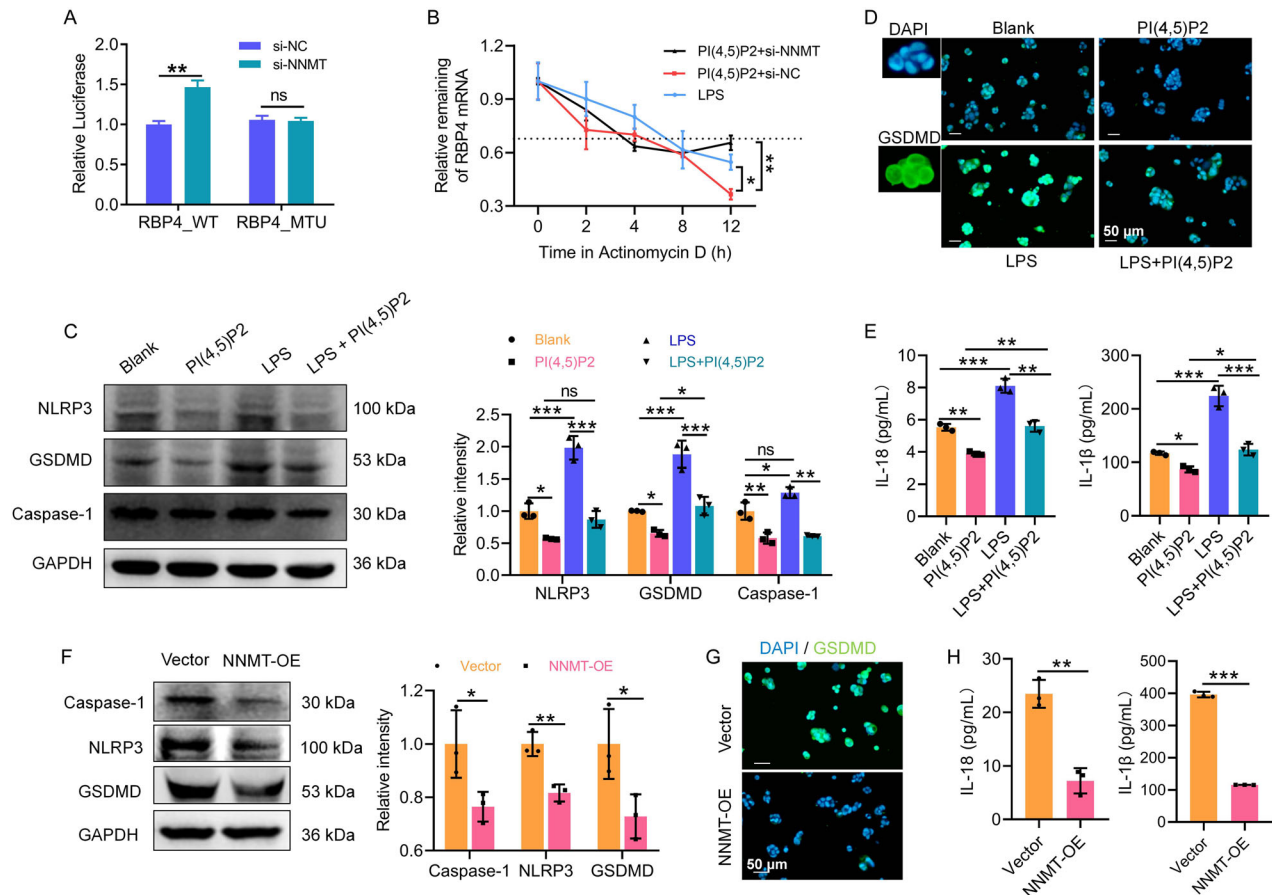 A
si-NC
si-NNMT
Relative Luciferase
2.0
1.5
1.0
0.5
0.0
**
ns
RBP4_WT
RBP4_MTU
B
Relative remaining
of RBP4 mRNA
1.2
0.9
0.6
0.3
PI(4,5)P2+si-NNMT
PI(4,5)P2+si-NC
LPS
*
**
0
2
4
8
12
Time in Actinomycin D (h)
D
DAPI
Blank
PI(4,5)P2
GSDMD
50 µm
LPS
LPS+PI(4,5)P2
C
Blank
PI(4,5)P2
LPS
LPS + PI(4,5)P2
NLRP3
100 kDa
GSDMD
53 kDa
Caspase-1
30 kDa
GAPDH
36 kDa
Blank
LPS
PI(4,5)P2
LPS+PI(4,5)P2
Relative intensity
2.5
2.0
1.5
1.0
0.5
0.0
ns
***
***
*
*
***
***
*
ns
*
**
**
NLRP3
GSDMD
Caspase-1
E
IL-18 (pg/mL)
10
8
6
4
2
0
**
***
**
**
Blank
PI(4,5)P2
LPS
LPS+PI(4,5)P2
IL-1β (pg/mL)
300
200
100
0
*
***
***
*
Blank
PI(4,5)P2
LPS
LPS+PI(4,5)P2
F
Vector
NNMT-OE
Caspase-1
30 kDa
NLRP3
100 kDa
GSDMD
53 kDa
GAPDH
36 kDa
Vector
NNMT-OE
Relative intensity
1.2
1.0
0.8
0.6
*
**
*
Caspase-1
NLRP3
GSDMD
G
DAPI / GSDMD
Vector
NNMT-OE
50 µm
H
IL-18 (pg/mL)
30
20
10
0
**
Vector
NNMT-OE
IL-1β (pg/mL)
500
400
300
200
100
0
***
Vector
NNMT-OE